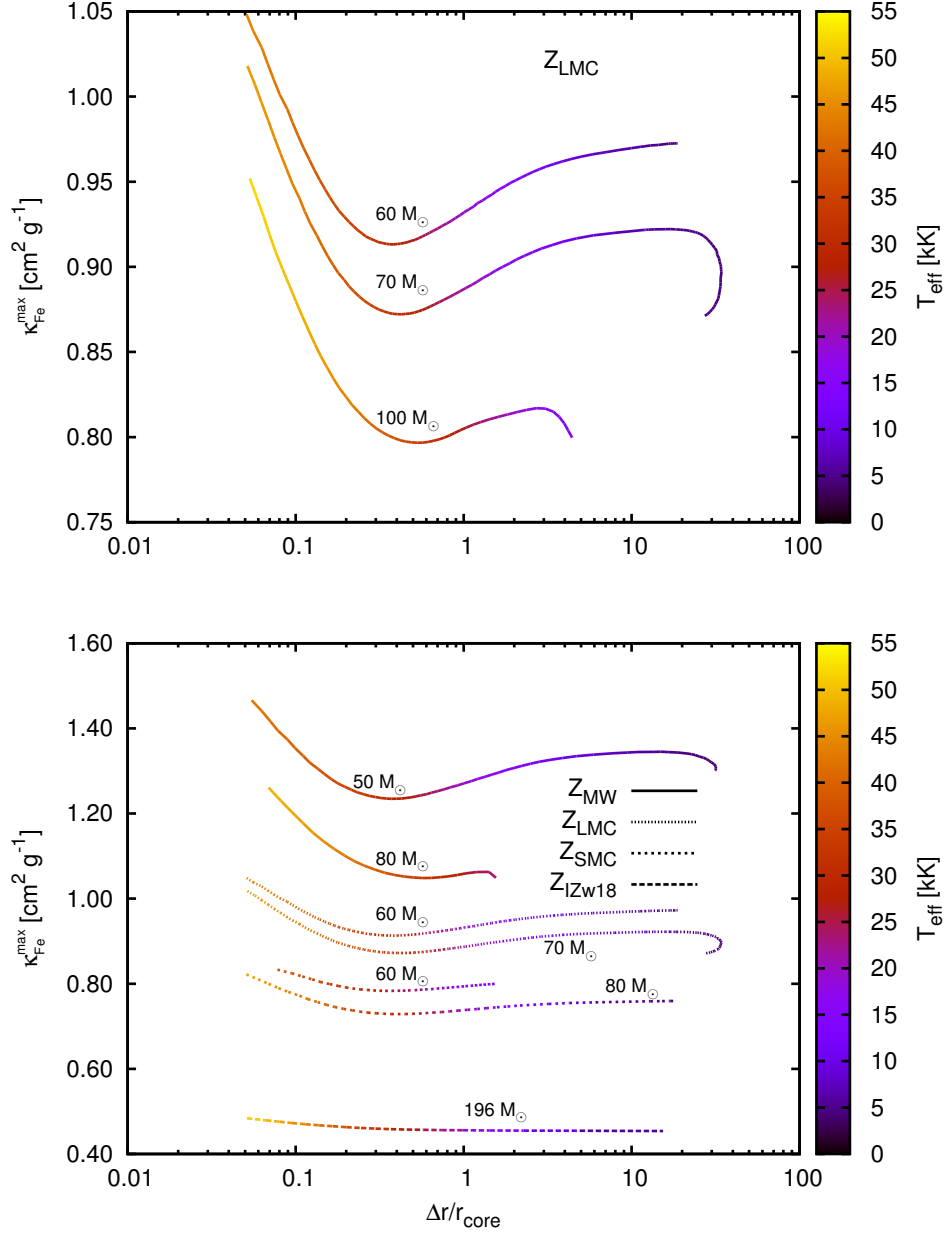 1.05
1.00
0.95
0.90
0.85
0.80
0.75
κ_Fe^max [cm² g⁻¹]
Z_LMC
60 M☉
70 M☉
100 M☉
0.01
0.1
1
10
100
55
50
45
40
35
30
25
20
15
10
5
0
T_eff [kK]
1.60
1.40
1.20
1.00
0.80
0.60
0.40
κ_Fe^max [cm² g⁻¹]
50 M☉
80 M☉
60 M☉
70 M☉
60 M☉
80 M☉
196 M☉
Z_MW
Z_LMC
Z_SMC
Z_IZw18
0.01
0.1
1
10
100
Δr/r_core
55
50
45
40
35
30
25
20
15
10
5
0
T_eff [kK]